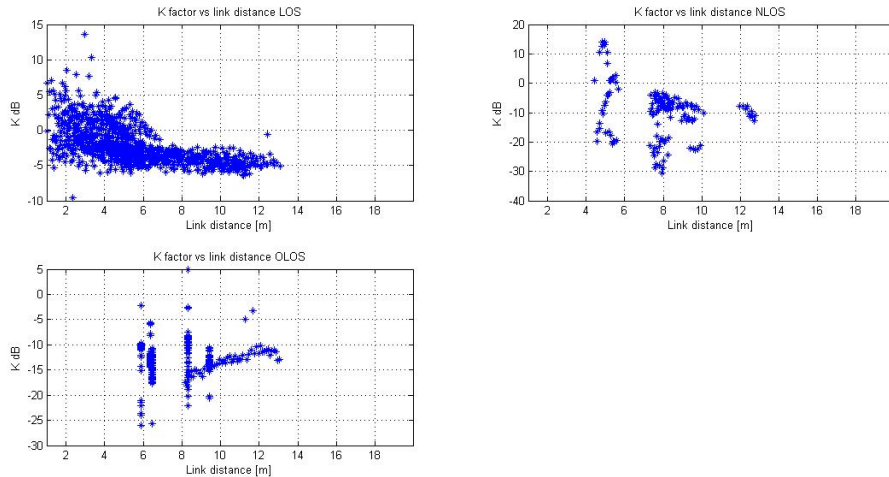 K factor vs link distance LOS
15
10
5
0
-5
-10
K dB
2 4 6 8 10 12 14 16 18
Link distance [m]
K factor vs link distance NLOS
20
10
0
-10
-20
-30
-40
K dB
2 4 6 8 10 12 14 16 18
Link distance [m]
K factor vs link distance OLOS
5
0
-5
-10
-15
-20
-25
-30
K dB
2 4 6 8 10 12 14 16 18
Link distance [m]